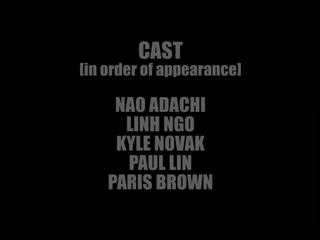 CAST
[in order of appearance]
NAO ADACHI
LINH NGO
KYLE NOVAK
PAUL LIN
PARIS BROWN